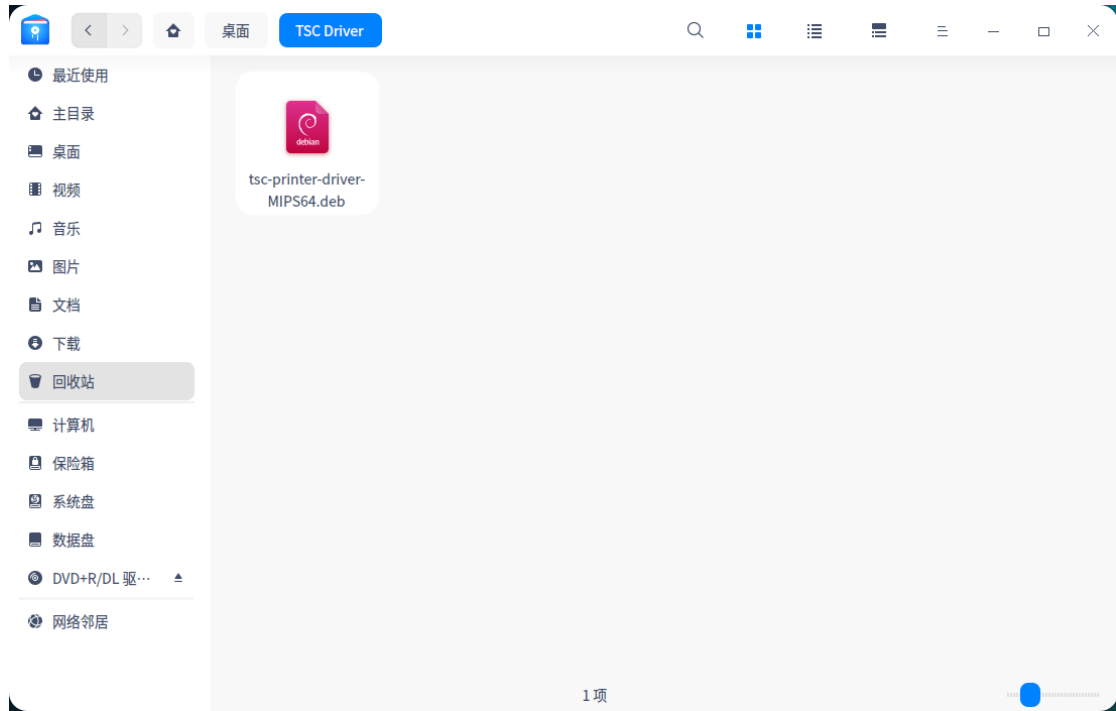 桌面
TSC Driver
最近使用
主目录
桌面
视频
音乐
图片
文档
下载
回收站
计算机
保险箱
系统盘
数据盘
DVD+R/DL 驱…
网络邻居
debian
tsc-printer-driver-
MIPS64.deb
1 项